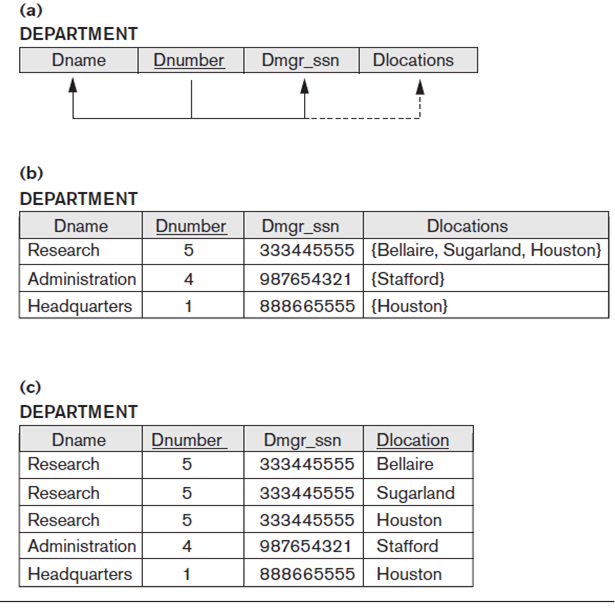 (a)
DEPARTMENT
Dname Dnumber Dmgr_ssn Dlocations
(b)
DEPARTMENT
Dname Dnumber Dmgr_ssn Dlocations
Research 5 333445555 {Bellaire, Sugarland, Houston}
Administration 4 987654321 {Stafford}
Headquarters 1 888665555 {Houston}
(c)
DEPARTMENT
Dname Dnumber Dmgr_ssn Dlocation
Research 5 333445555 Bellaire
Research 5 333445555 Sugarland
Research 5 333445555 Houston
Administration 4 987654321 Stafford
Headquarters 1 888665555 Houston